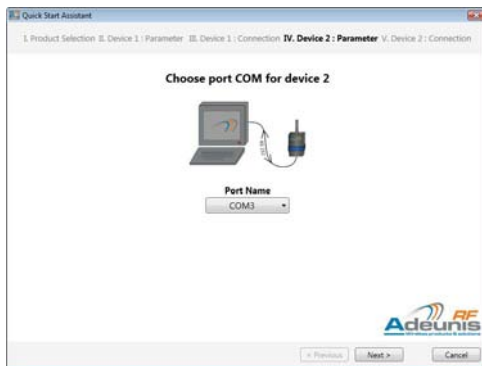 Quick Start Assistant
I. Product Selection II. Device 1 : Parameter III. Device 1 : Connection IV. Device 2 : Parameter V. Device 2 : Connection
Choose port COM for device 2
Port Name
COM3
Adeunis RF
< Previous Next > Cancel